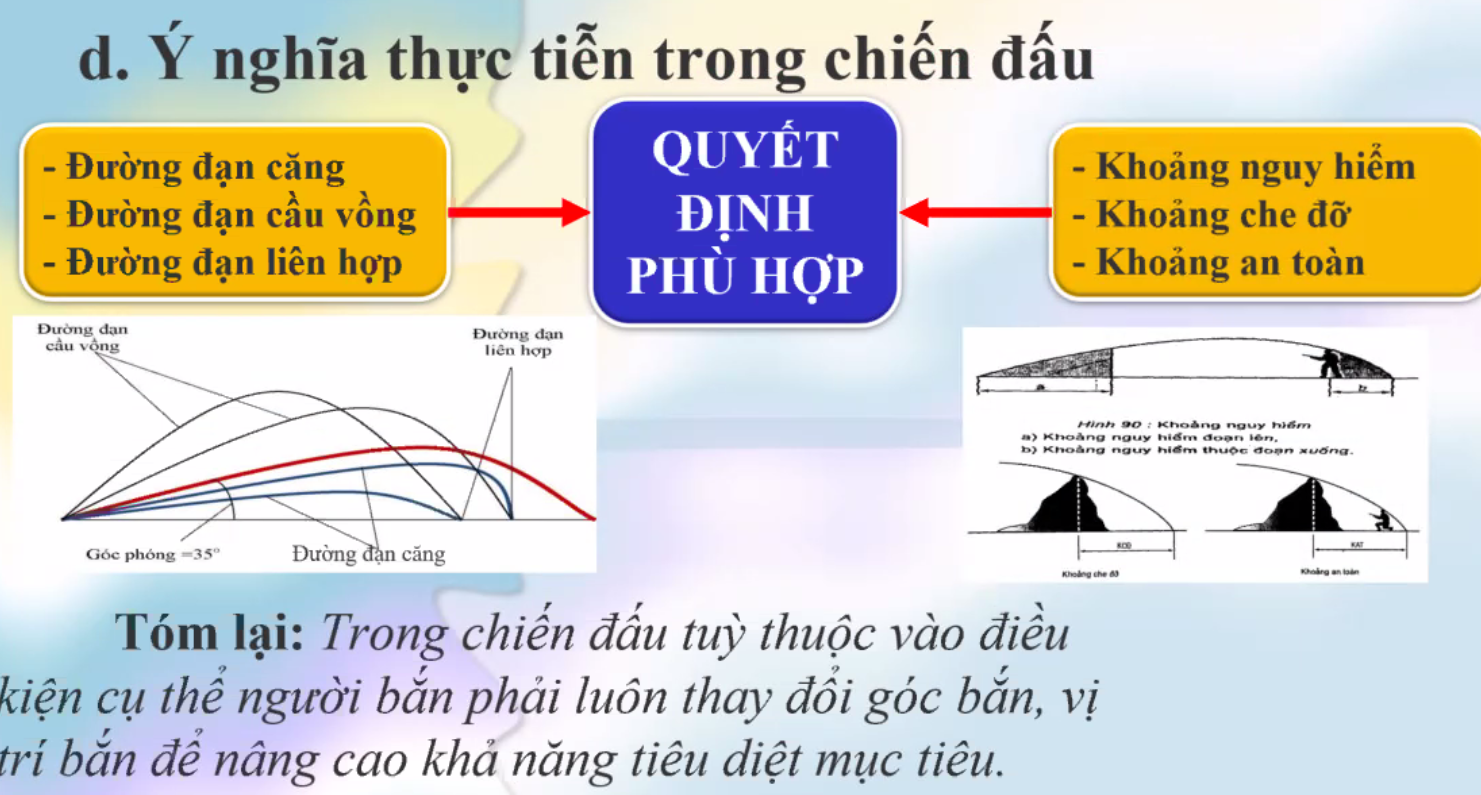 d. Ý nghĩa thực tiễn trong chiến đấu
- Đường đạn căng
- Đường đạn cầu vồng
- Đường đạn liên hợp
QUYẾT
ĐỊNH
PHÙ HỢP
- Khoảng nguy hiểm
- Khoảng che đỡ
- Khoảng an toàn
Đường đạn
cầu vồng
Đường đạn
liên hợp
Góc phóng =35°
Đường đạn căng
a
b
Hình 90 : Khoảng nguy hiểm
a) Khoảng nguy hiểm đoạn lên,
b) Khoảng nguy hiểm thuộc đoạn xuống.
KCĐ
KAT
Khoảng che đỡ
Khoảng an toàn
Tóm lại: Trong chiến đấu tuỳ thuộc vào điều
kiện cụ thể người bắn phải luôn thay đổi góc bắn, vị
trí bắn để nâng cao khả năng tiêu diệt mục tiêu.